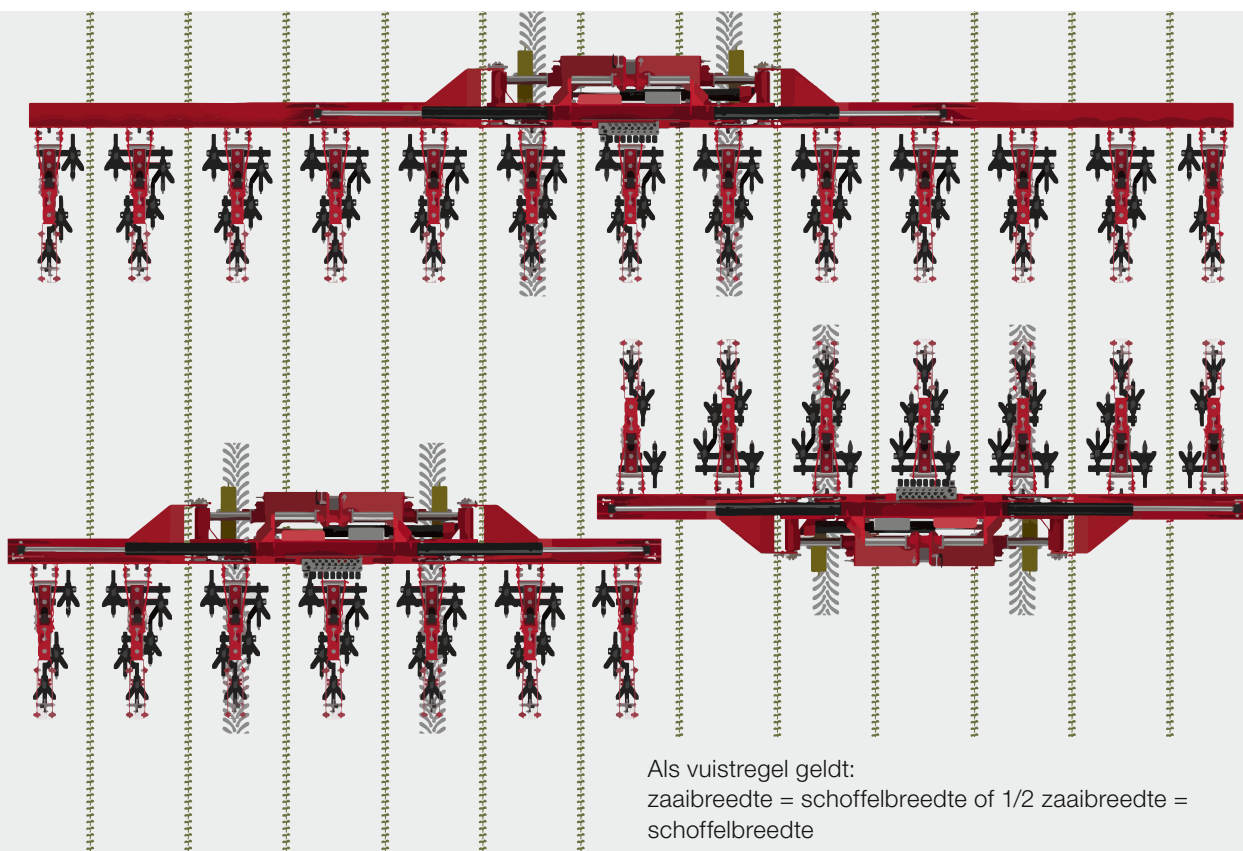 Als vuistregel geldt:
zaaibreedte = schoffelbreedte of 1/2 zaaibreedte =
schoffelbreedte